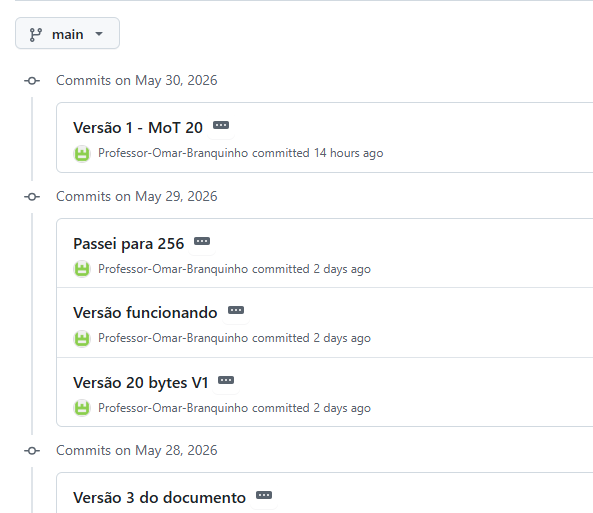 main
Commits on May 30, 2026
Versão 1 - MoT 20
Professor-Omar-Branquinho committed 14 hours ago
Commits on May 29, 2026
Passei para 256
Professor-Omar-Branquinho committed 2 days ago
Versão funcionando
Professor-Omar-Branquinho committed 2 days ago
Versão 20 bytes V1
Professor-Omar-Branquinho committed 2 days ago
Commits on May 28, 2026
Versão 3 do documento